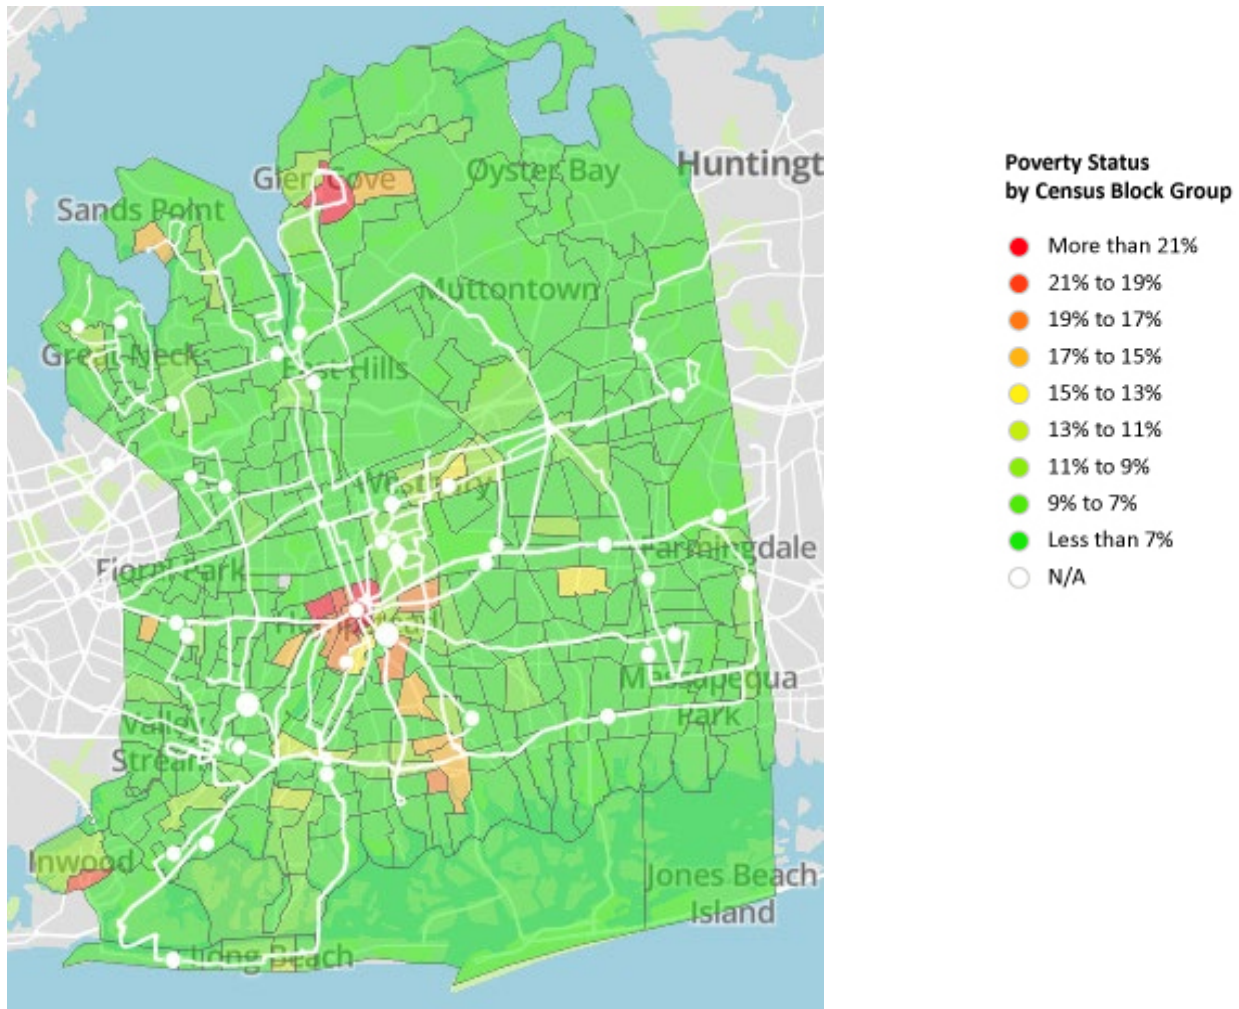 Huntingt
Glen Cove
Oyster Bay
Sands Point
Muttontown
Great Neck
East Hills
Westbury
Farmingdale
Floral Park
Hempstead
Massapequa
Park
Valley
Stream
Inwood
Jones Beach
Island
Long Beach
Poverty Status
by Census Block Group
More than 21%
21% to 19%
19% to 17%
17% to 15%
15% to 13%
13% to 11%
11% to 9%
9% to 7%
Less than 7%
N/A